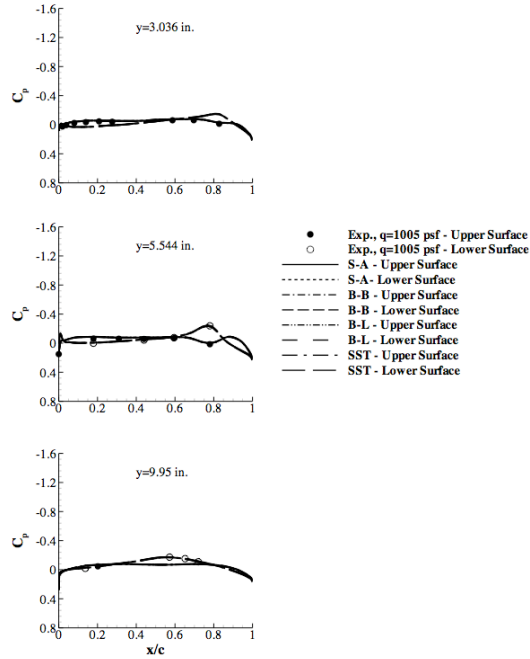 -1.6
-1.2
-0.8
-0.4
0
0.4
0.8
C_p
y=3.036 in.
0
0.2
0.4
0.6
0.8
1
-1.6
-1.2
-0.8
-0.4
0
0.4
0.8
C_p
y=5.544 in.
0
0.2
0.4
0.6
0.8
1
Exp., q=1005 psf - Upper Surface
Exp., q=1005 psf - Lower Surface
S-A - Upper Surface
S-A - Lower Surface
B-B - Upper Surface
B-B - Lower Surface
B-L - Upper Surface
B-L - Lower Surface
SST - Upper Surface
SST - Lower Surface
-1.6
-1.2
-0.8
-0.4
0
0.4
0.8
C_p
y=9.95 in.
0
0.2
0.4
0.6
0.8
1
x/c